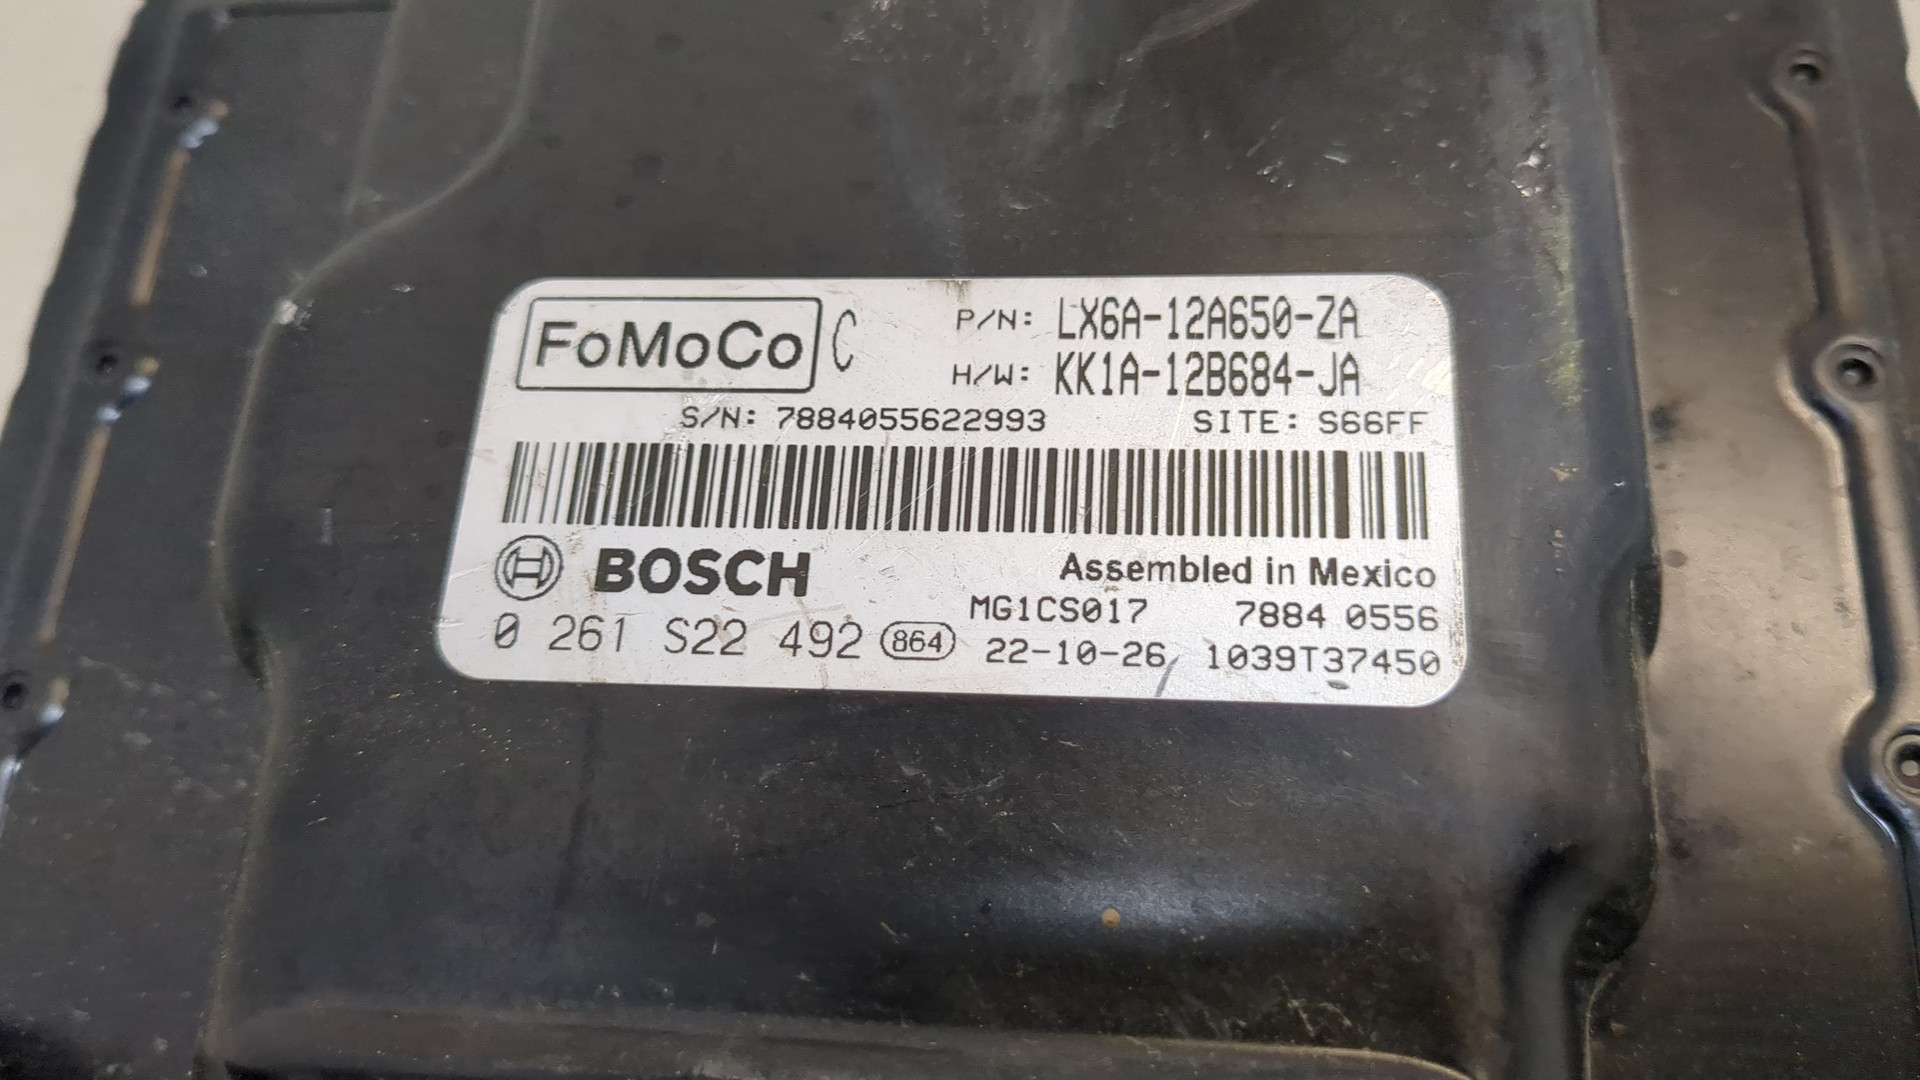 FoMoCo C P/N: LX6A-12A650-ZA
H/W: KK1A-12B684-JA
S/N: 7884055622993 SITE: S66FF
BOSCH Assembled in Mexico
MG1CS017 7884 0556
0 261 S22 492 864 22-10-26 1039T37450